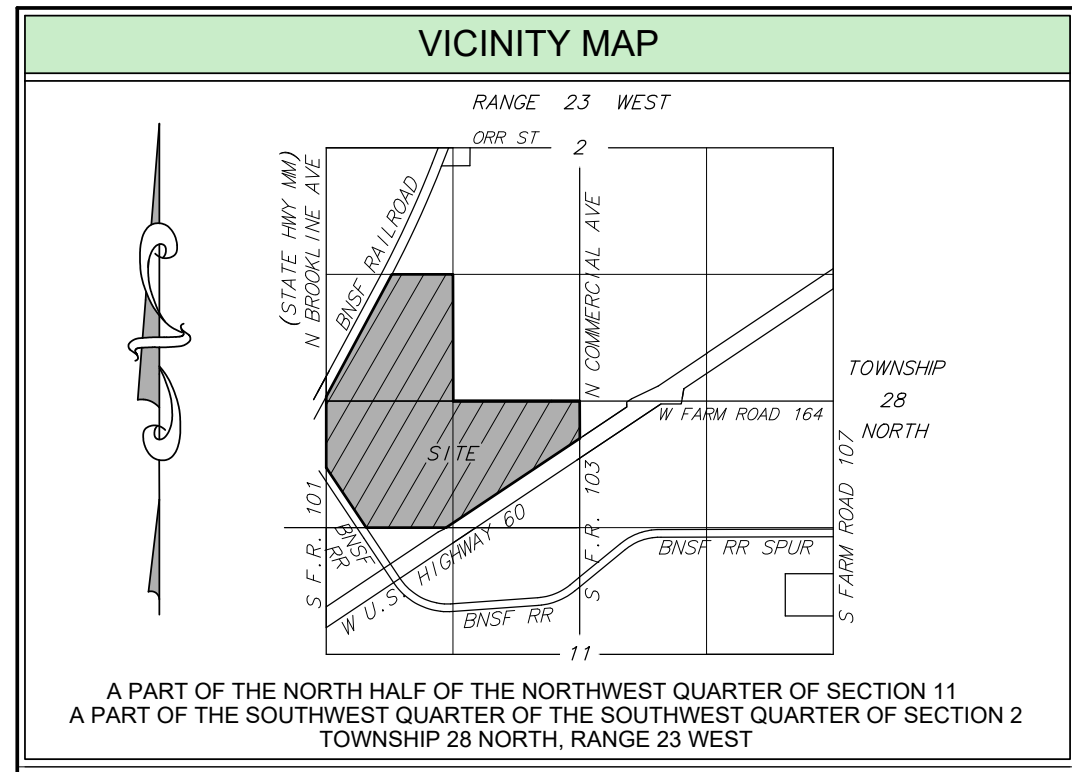 VICINITY MAP
RANGE 23 WEST
ORR ST
2
(STATE HWY MM)
N BROOKLINE AVE
BNSF RAILROAD
N COMMERCIAL AVE
TOWNSHIP
28
NORTH
W FARM ROAD 164
SITE
S F.R. 101
BNSF
RR
W U.S. HIGHWAY 60
S F.R. 103
BNSF RR SPUR
S FARM ROAD 107
BNSF RR
11
A PART OF THE NORTH HALF OF THE NORTHWEST QUARTER OF SECTION 11
A PART OF THE SOUTHWEST QUARTER OF THE SOUTHWEST QUARTER OF SECTION 2
TOWNSHIP 28 NORTH, RANGE 23 WEST